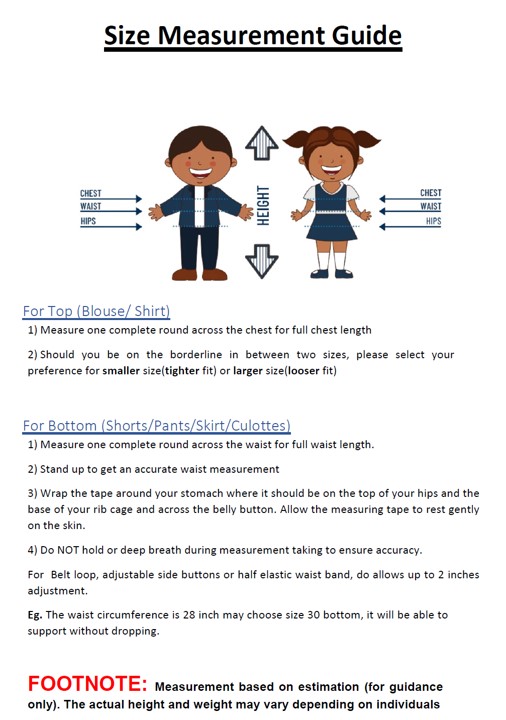 Size Measurement Guide
CHEST
WAIST
HIPS
HEIGHT
CHEST
WAIST
HIPS
For Top (Blouse/ Shirt)
1) Measure one complete round across the chest for full chest length
2) Should you be on the borderline in between two sizes, please select your
preference for smaller size(tighter fit) or larger size(looser fit)
For Bottom (Shorts/Pants/Skirt/Culottes)
1) Measure one complete round across the waist for full waist length.
2) Stand up to get an accurate waist measurement
3) Wrap the tape around your stomach where it should be on the top of your hips and the
base of your rib cage and across the belly button. Allow the measuring tape to rest gently
on the skin.
4) Do NOT hold or deep breath during measurement taking to ensure accuracy.
For Belt loop, adjustable side buttons or half elastic waist band, do allows up to 2 inches
adjustment.
Eg. The waist circumference is 28 inch may choose size 30 bottom, it will be able to
support without dropping.
FOOTNOTE: Measurement based on estimation (for guidance
only). The actual height and weight may vary depending on individuals